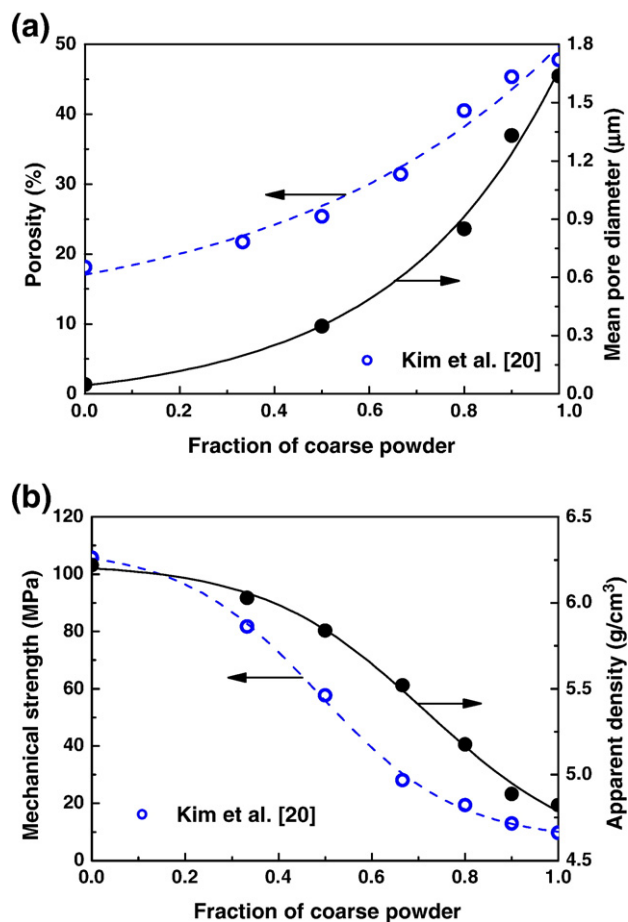 (a)
50
40
30
20
10
0
Porosity (%)
1.8
1.5
1.2
0.9
0.6
0.3
0.0
Mean pore diameter (μm)
Kim et al. [20]
0.0 0.2 0.4 0.6 0.8 1.0
Fraction of coarse powder
(b)
120
100
80
60
40
20
0
Mechanical strength (MPa)
6.5
6.0
5.5
5.0
4.5
Apparent density (g/cm³)
Kim et al. [20]
0.0 0.2 0.4 0.6 0.8 1.0
Fraction of coarse powder